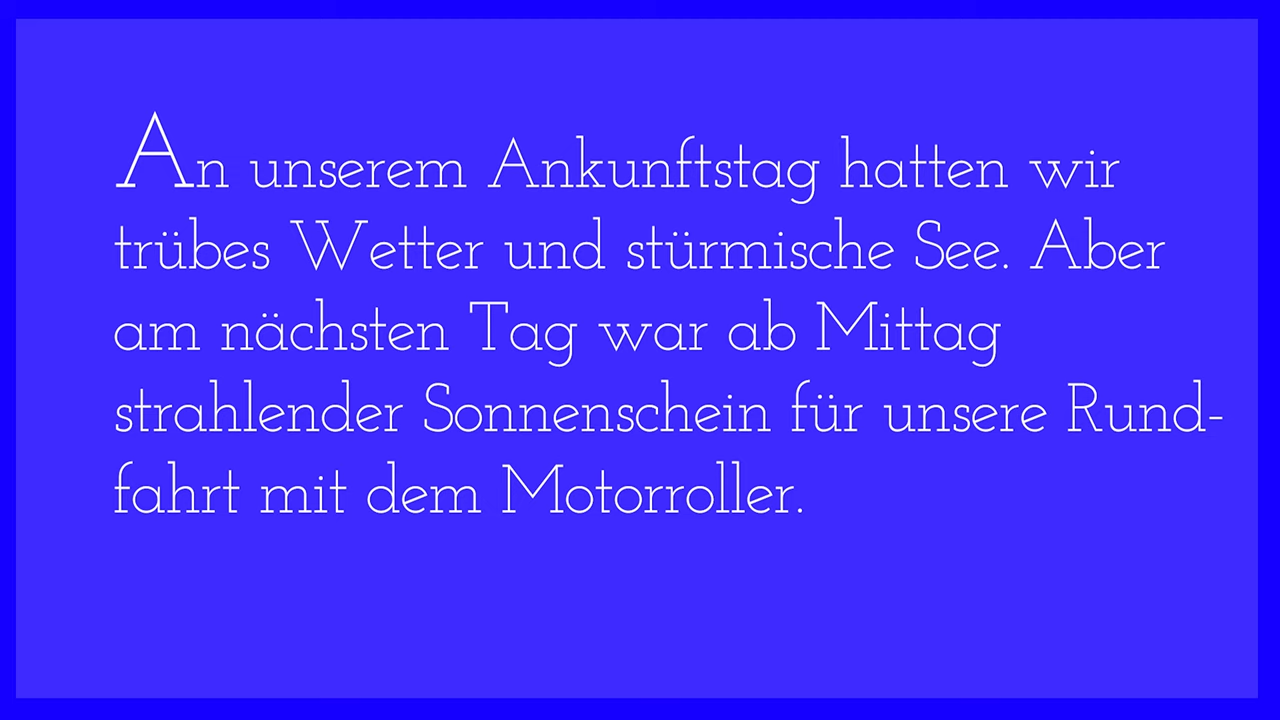 An unserem Ankunftstag hatten wir
trübes Wetter und stürmische See. Aber
am nächsten Tag war ab Mittag
strahlender Sonnenschein für unsere Rund-
fahrt mit dem Motorroller.